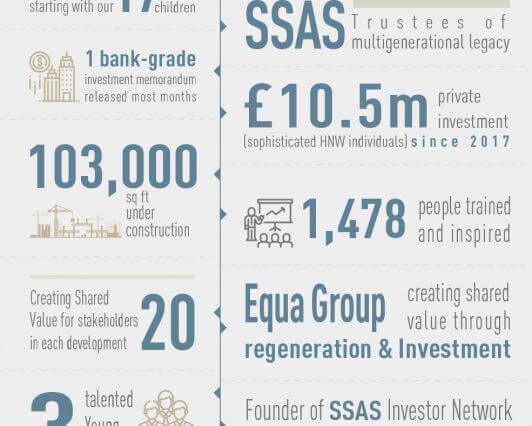 starting with our
children
1 bank-grade
investment memorandum
released most months
103,000
sq ft
under
construction
Creating Shared
Value for stakeholders
in each development
20
3
talented
Young
SSAS
Trustees of
multigenerational legacy
£10.5m
private
investment
(sophisticated HNW individuals) since 2017
1,478
people trained
and inspired
Equa Group
creating shared
value through
regeneration & Investment
Founder of SSAS Investor Network